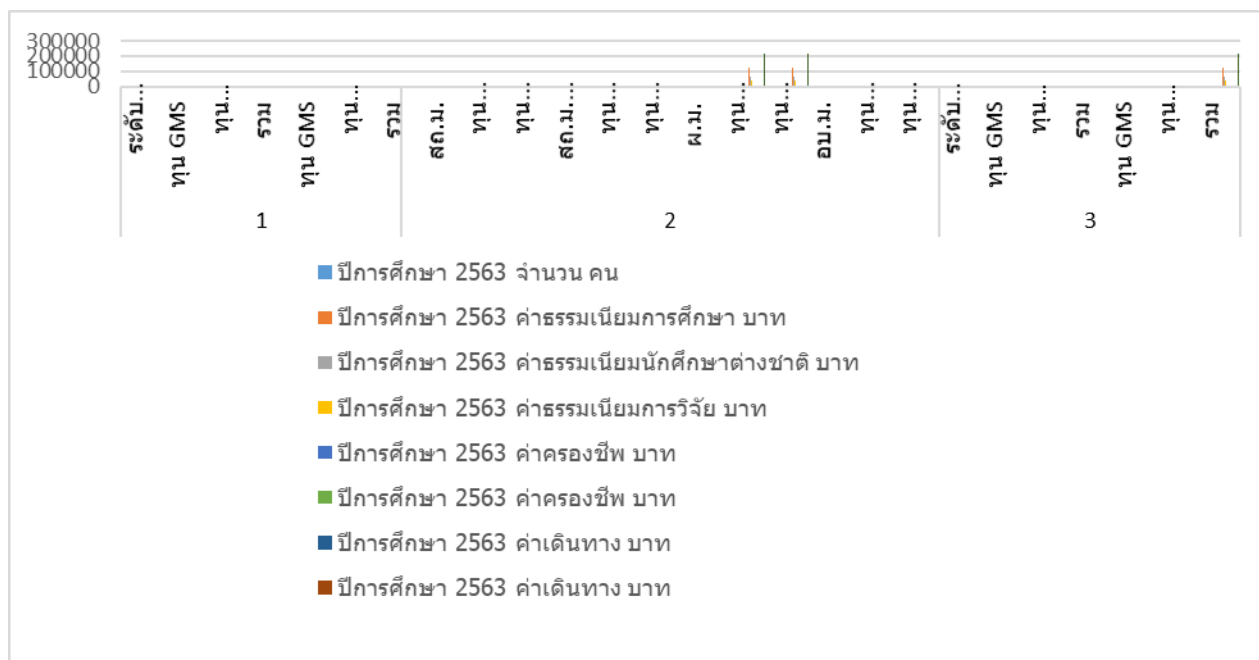 300000
200000
100000
0
ระดับ...
ทุน GMS
ทุน...
รวม
ทุน GMS
ทุน...
รวม
สถ.ม.
ทุน...
ทุน...
สถ.ม....
ทุน...
ทุน...
ผ.ม.
ทุน...
ทุน...
อบ.ม.
ทุน...
ทุน...
ระดับ...
ทุน GMS
ทุน...
รวม
ทุน GMS
ทุน...
รวม
1
2
3
ปีการศึกษา 2563 จำนวน คน
ปีการศึกษา 2563 ค่าธรรมเนียมการศึกษา บาท
ปีการศึกษา 2563 ค่าธรรมเนียมนักศึกษาต่างชาติ บาท
ปีการศึกษา 2563 ค่าธรรมเนียมการวิจัย บาท
ปีการศึกษา 2563 ค่าครองชีพ บาท
ปีการศึกษา 2563 ค่าครองชีพ บาท
ปีการศึกษา 2563 ค่าเดินทาง บาท
ปีการศึกษา 2563 ค่าเดินทาง บาท